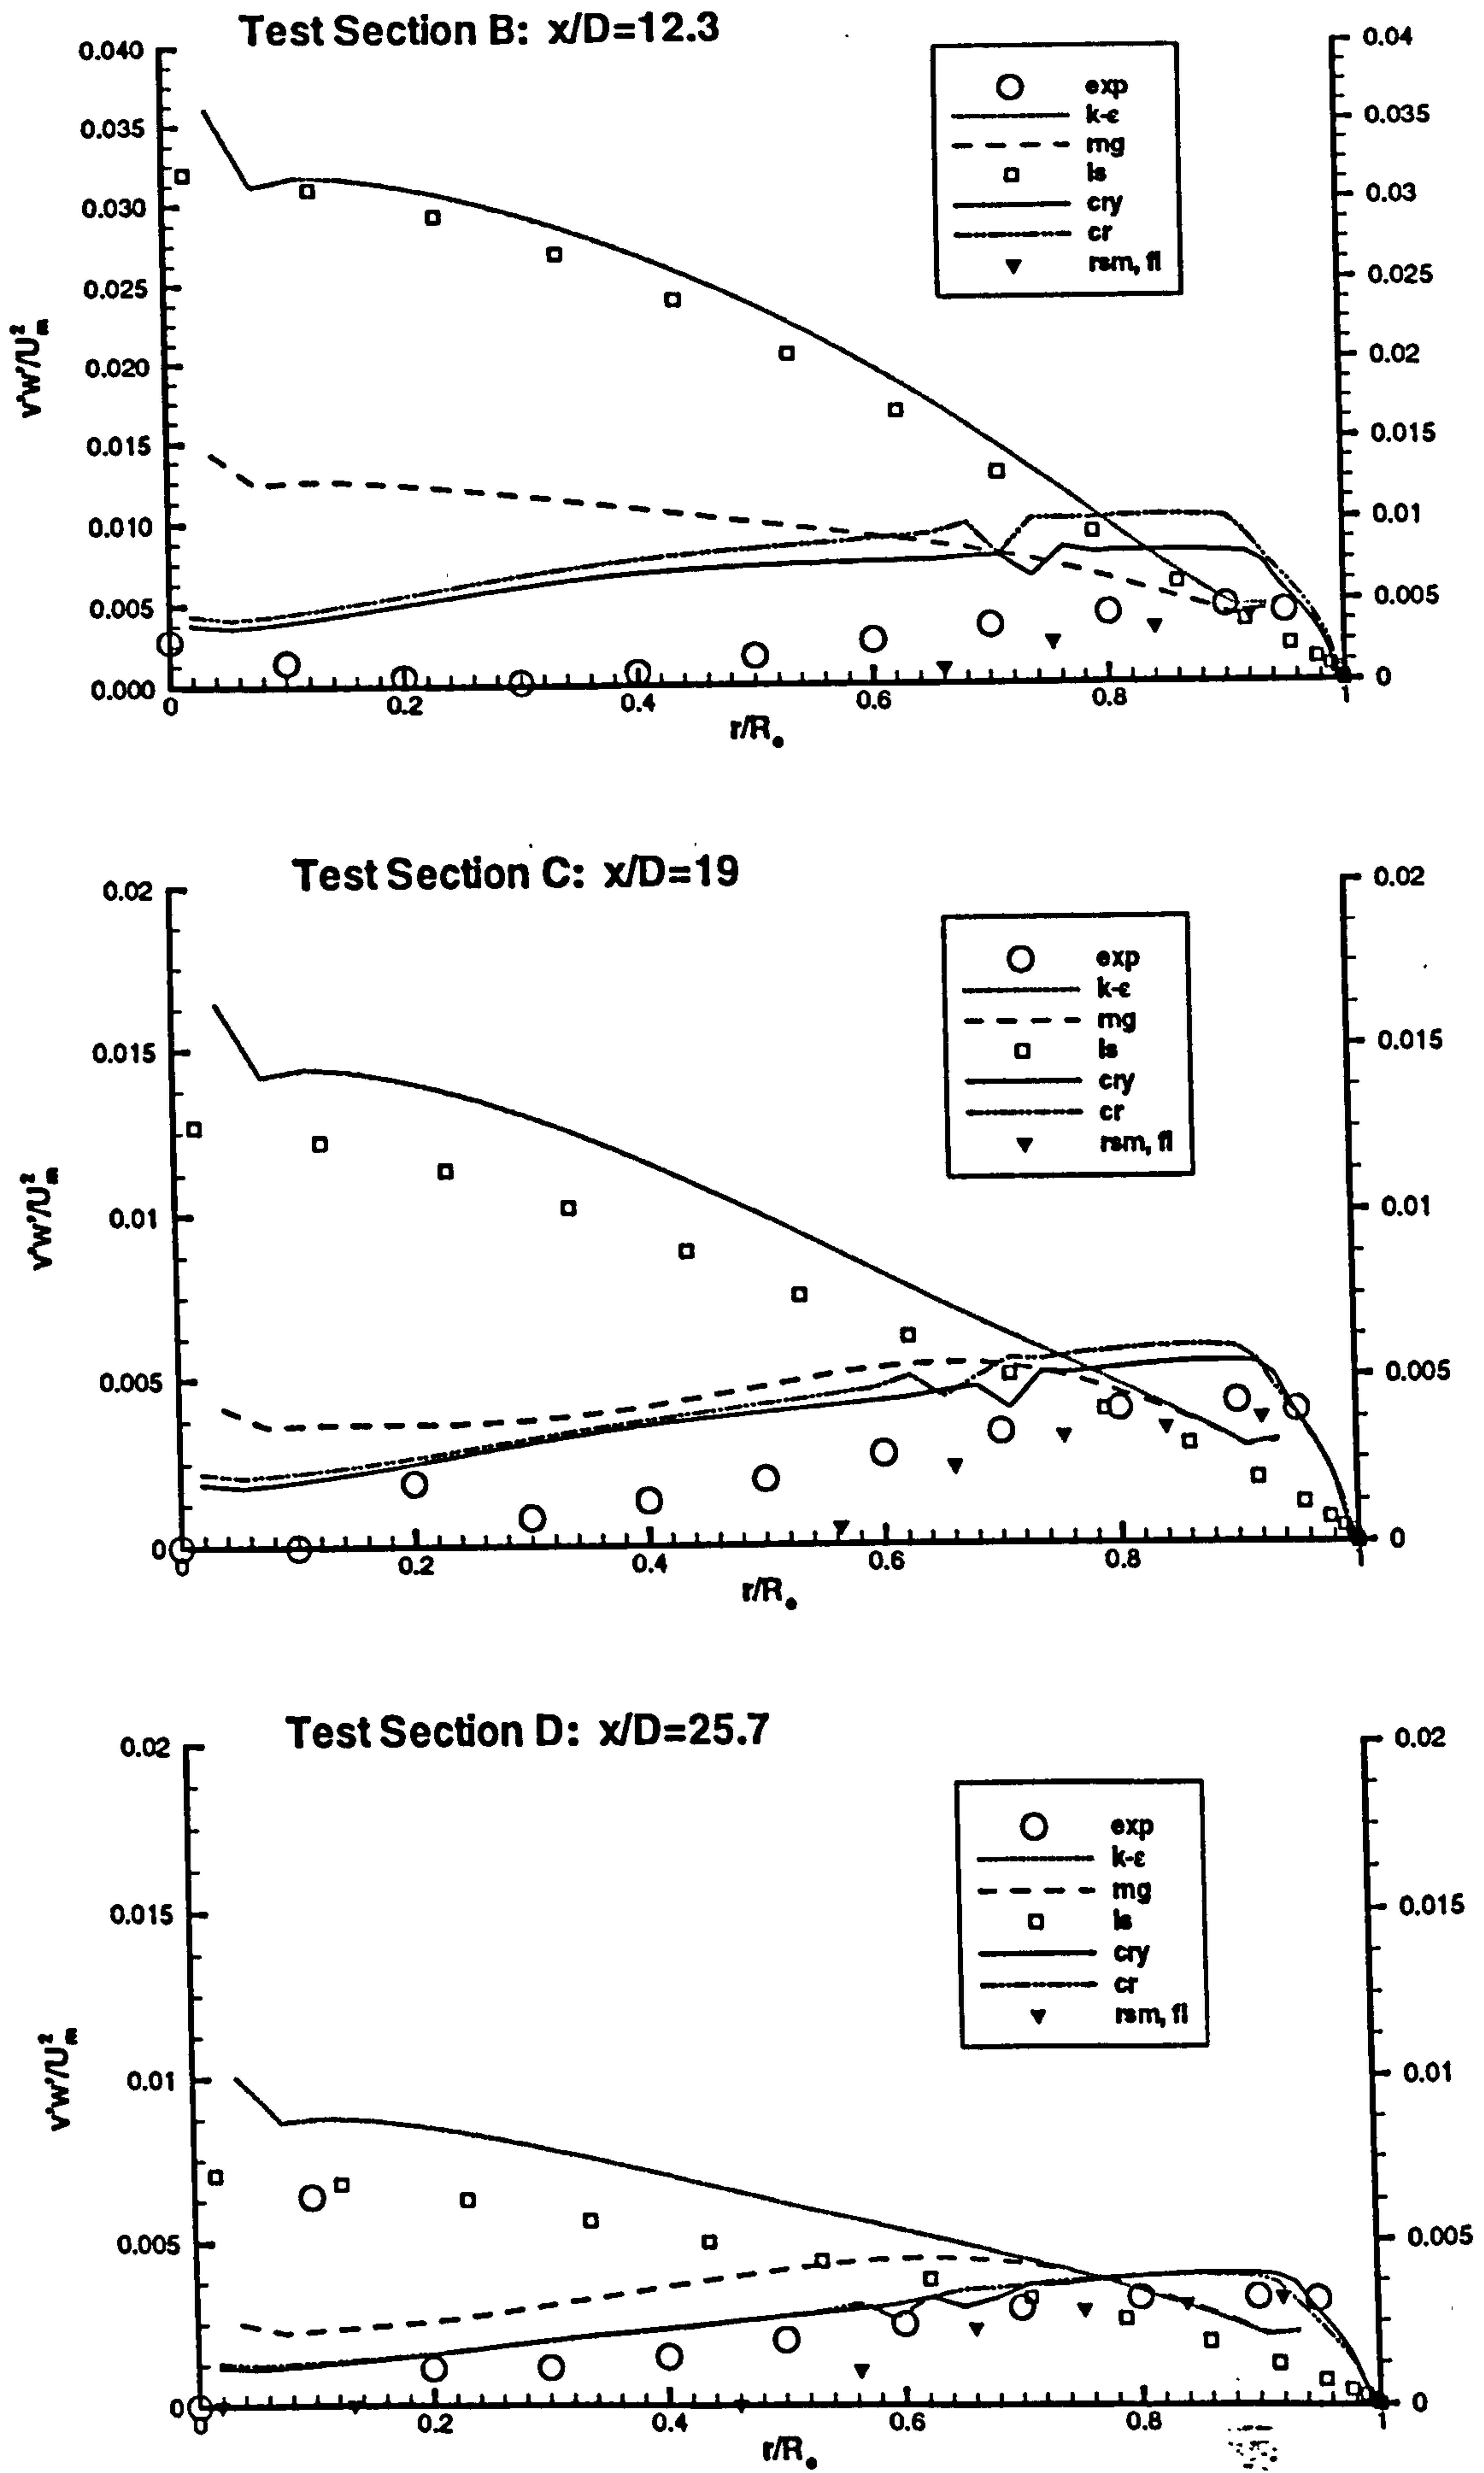 Test Section B: x/D=12.3
0.040
0.035
0.030
0.025
0.020
0.015
0.010
0.005
0.000
v'w'/U²m
0.04
0.035
0.03
0.025
0.02
0.015
0.01
0.005
0
exp
k-ε
rng
ls
cry
cr
rsm, fl
0 0.2 0.4 0.6 0.8 1
r/R
Test Section C: x/D=19
0.02
0.015
0.01
0.005
0
v'w'/U²m
0.02
0.015
0.01
0.005
0
exp
k-ε
rng
ls
cry
cr
rsm, fl
0 0.2 0.4 0.6 0.8 1
r/R
Test Section D: x/D=25.7
0.02
0.015
0.01
0.005
0
v'w'/U²m
0.02
0.015
0.01
0.005
0
exp
k-ε
rng
ls
cry
cr
rsm, fl
0 0.2 0.4 0.6 0.8 1
r/R